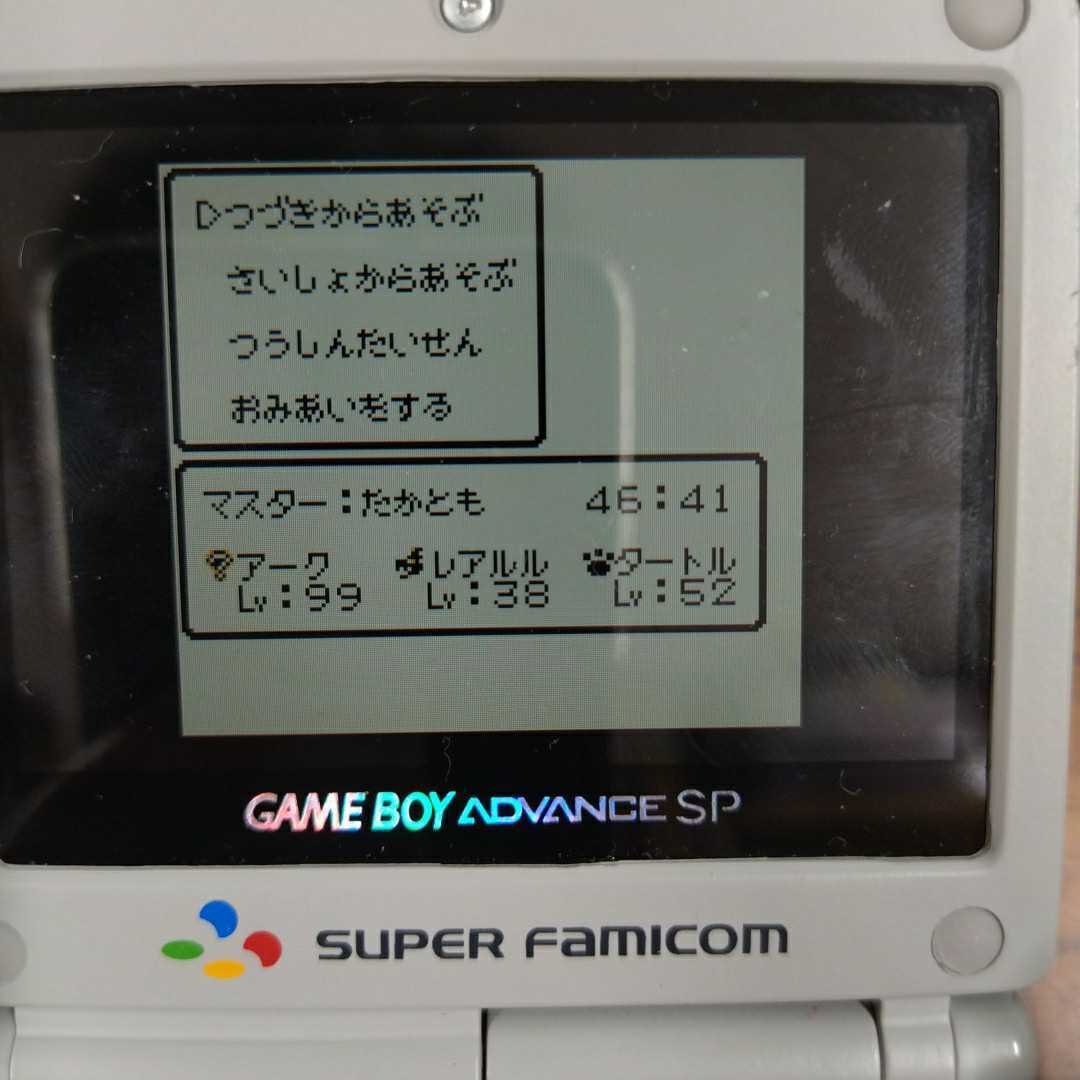 ▷つづきからあそぶ
さいしょからあそぶ
つうしんたいせん
おみあいをする
マスター：たかとも 46：41
アーク レアルル タートル
Lv：99 Lv：38 Lv：52
GAME BOY ADVANCE SP
SUPER FAMICOM